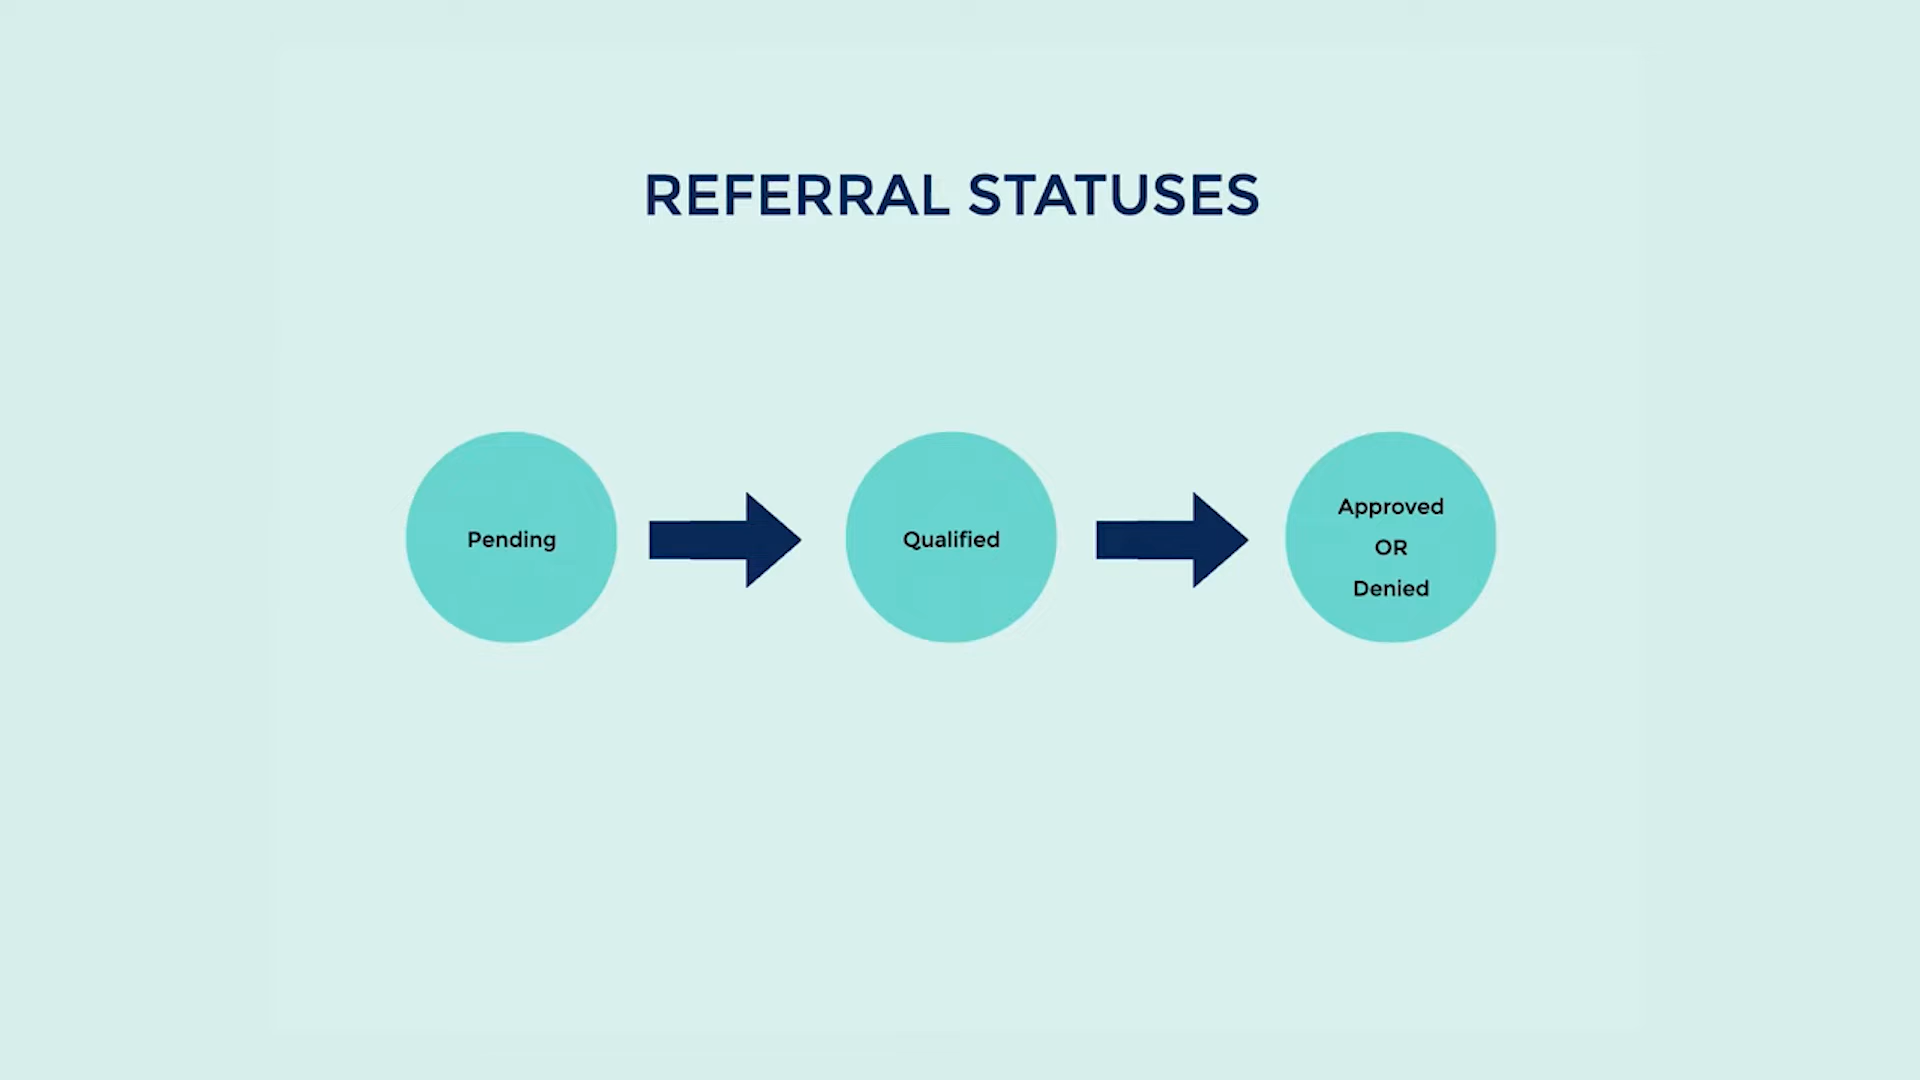 REFERRAL STATUSES
Pending
Qualified
Approved
OR
Denied